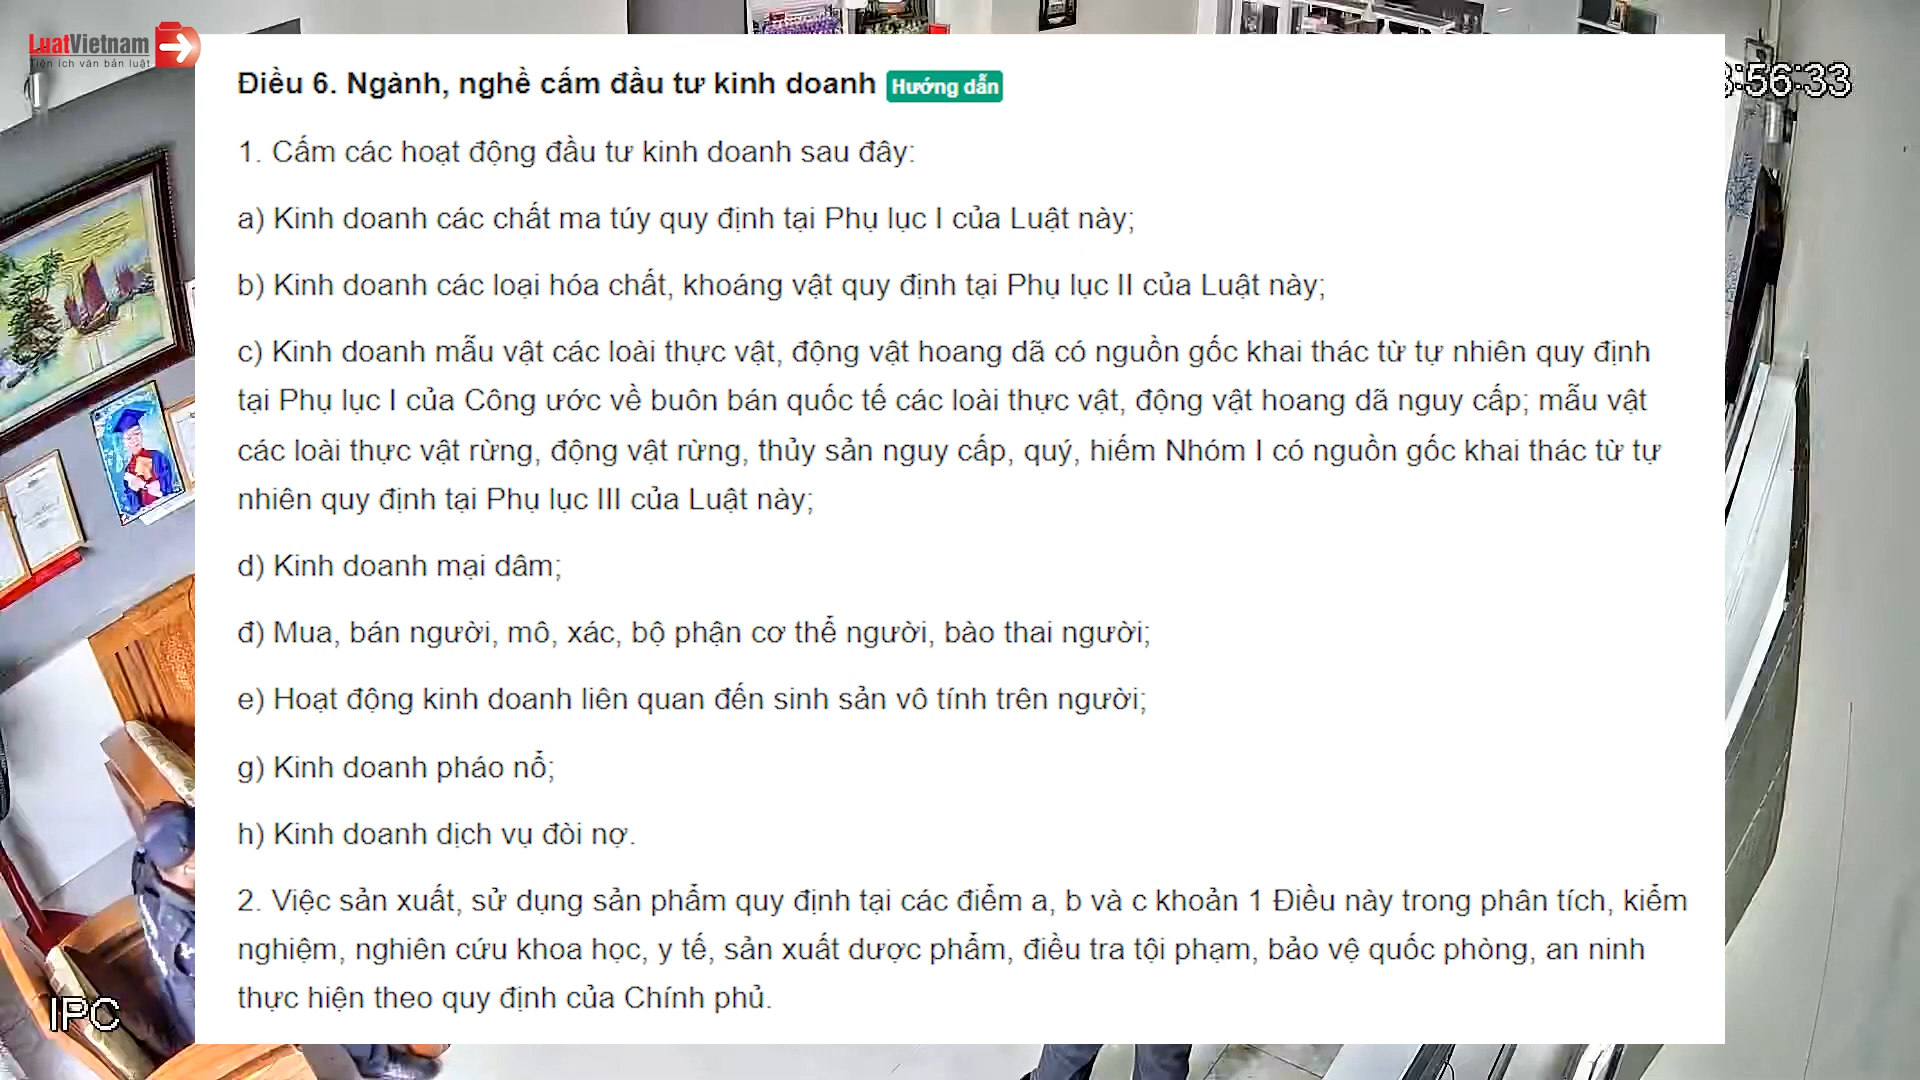 LuatVietnam
Tiện ích văn bản luật
:56:33
Điều 6. Ngành, nghề cấm đầu tư kinh doanh Hướng dẫn
1. Cấm các hoạt động đầu tư kinh doanh sau đây:
a) Kinh doanh các chất ma túy quy định tại Phụ lục I của Luật này;
b) Kinh doanh các loại hóa chất, khoáng vật quy định tại Phụ lục II của Luật này;
c) Kinh doanh mẫu vật các loài thực vật, động vật hoang dã có nguồn gốc khai thác từ tự nhiên quy định
tại Phụ lục I của Công ước về buôn bán quốc tế các loài thực vật, động vật hoang dã nguy cấp; mẫu vật
các loài thực vật rừng, động vật rừng, thủy sản nguy cấp, quý, hiếm Nhóm I có nguồn gốc khai thác từ tự
nhiên quy định tại Phụ lục III của Luật này;
d) Kinh doanh mại dâm;
đ) Mua, bán người, mô, xác, bộ phận cơ thể người, bào thai người;
e) Hoạt động kinh doanh liên quan đến sinh sản vô tính trên người;
g) Kinh doanh pháo nổ;
h) Kinh doanh dịch vụ đòi nợ.
2. Việc sản xuất, sử dụng sản phẩm quy định tại các điểm a, b và c khoản 1 Điều này trong phân tích, kiểm
nghiệm, nghiên cứu khoa học, y tế, sản xuất dược phẩm, điều tra tội phạm, bảo vệ quốc phòng, an ninh
thực hiện theo quy định của Chính phủ.
IPC